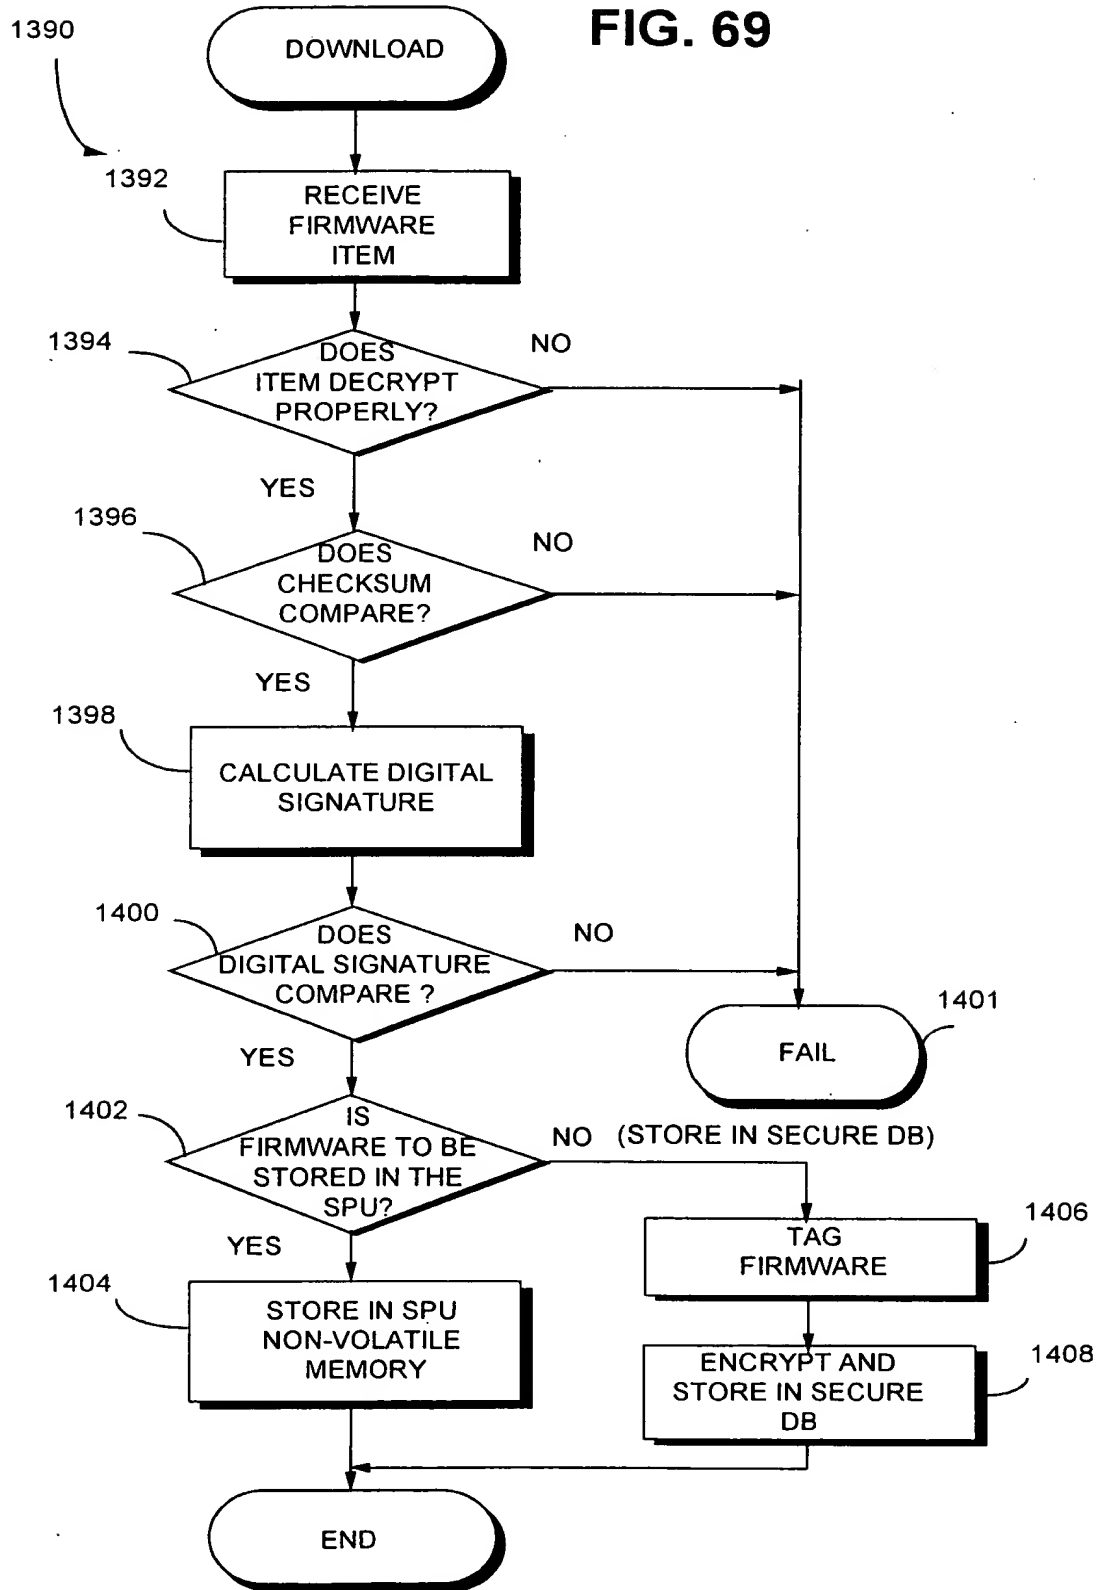 FIG. 69
1390
DOWNLOAD
1392
RECEIVE
FIRMWARE
ITEM
1394
DOES
ITEM DECRYPT
PROPERLY?
NO
YES
1396
DOES
CHECKSUM
COMPARE?
NO
YES
1398
CALCULATE DIGITAL
SIGNATURE
1400
DOES
DIGITAL SIGNATURE
COMPARE ?
NO
1401
FAIL
YES
1402
IS
FIRMWARE TO BE
STORED IN THE
SPU?
NO (STORE IN SECURE DB)
YES
1406
TAG
FIRMWARE
1404
STORE IN SPU
NON-VOLATILE
MEMORY
1408
ENCRYPT AND
STORE IN SECURE
DB
END